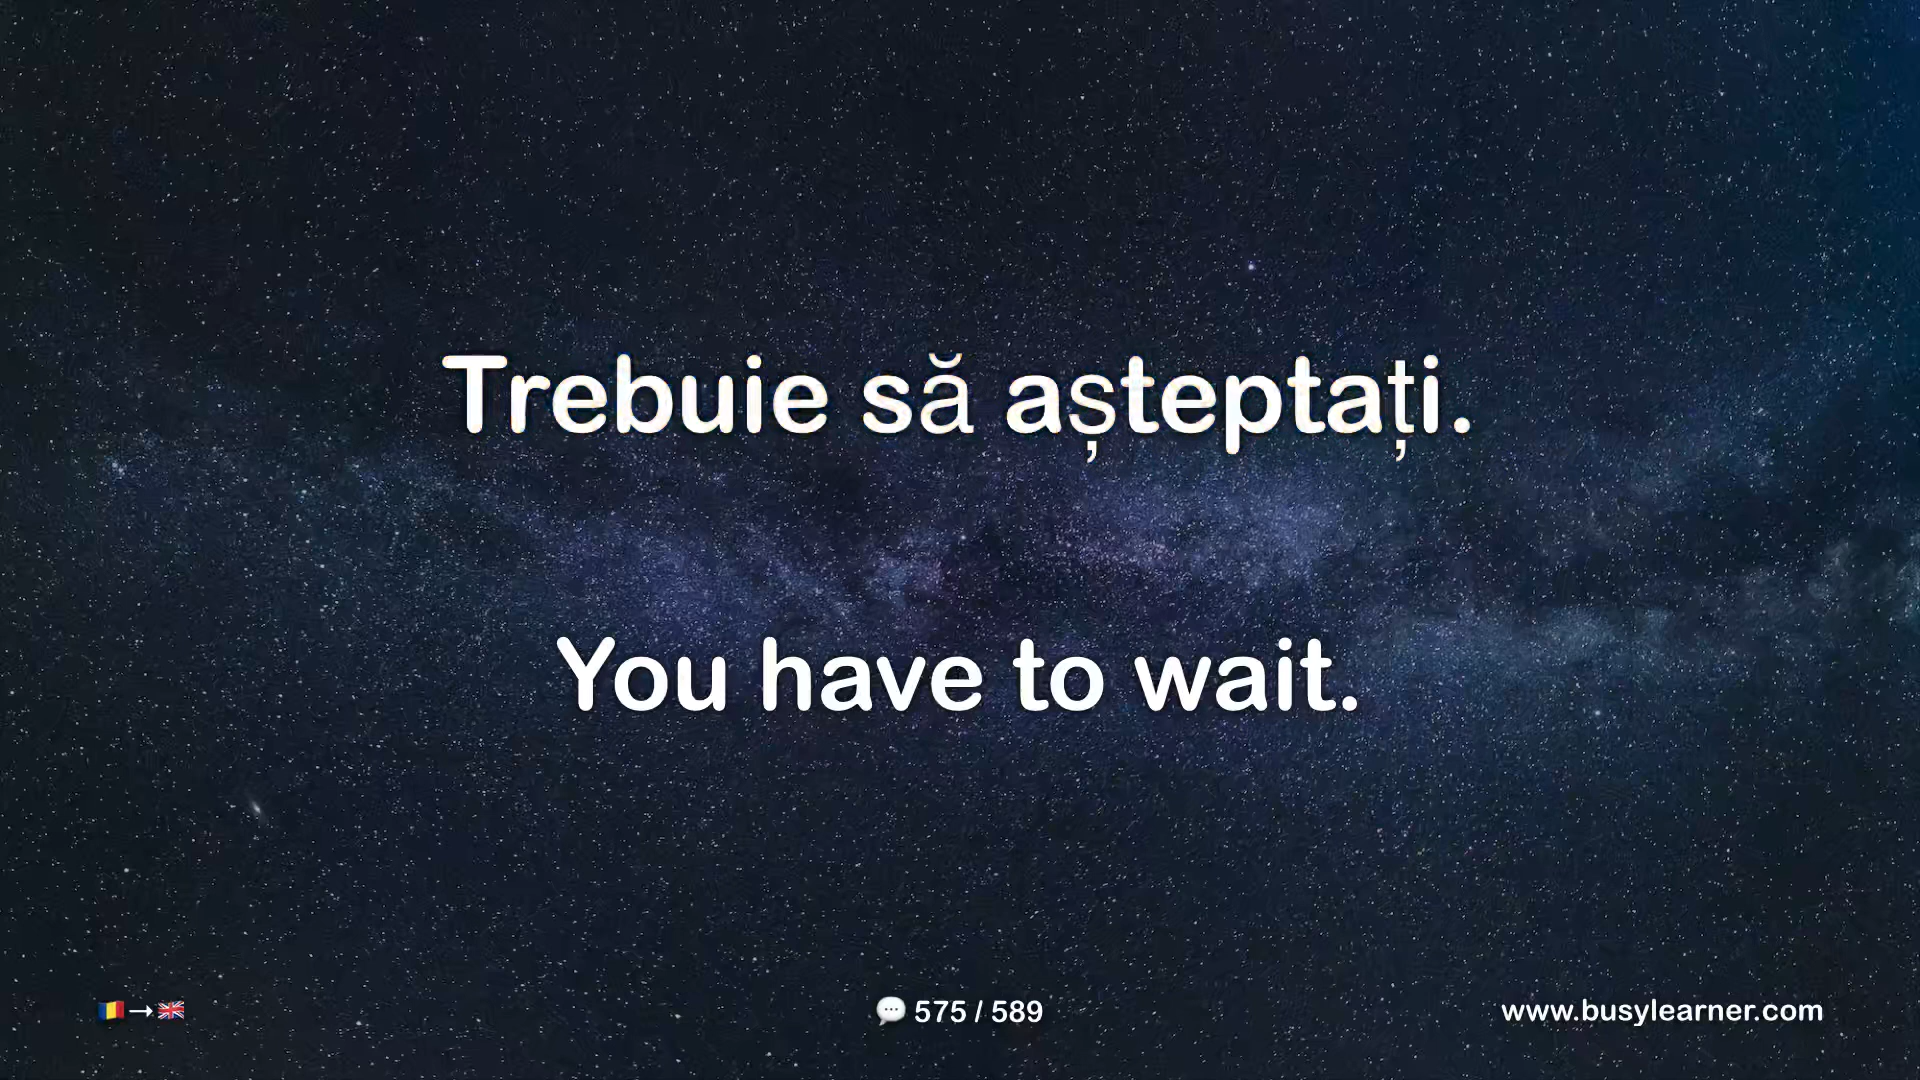 Trebuie să așteptați.
You have to wait.
🇷🇴→🇬🇧
💬 575 / 589
www.busylearner.com